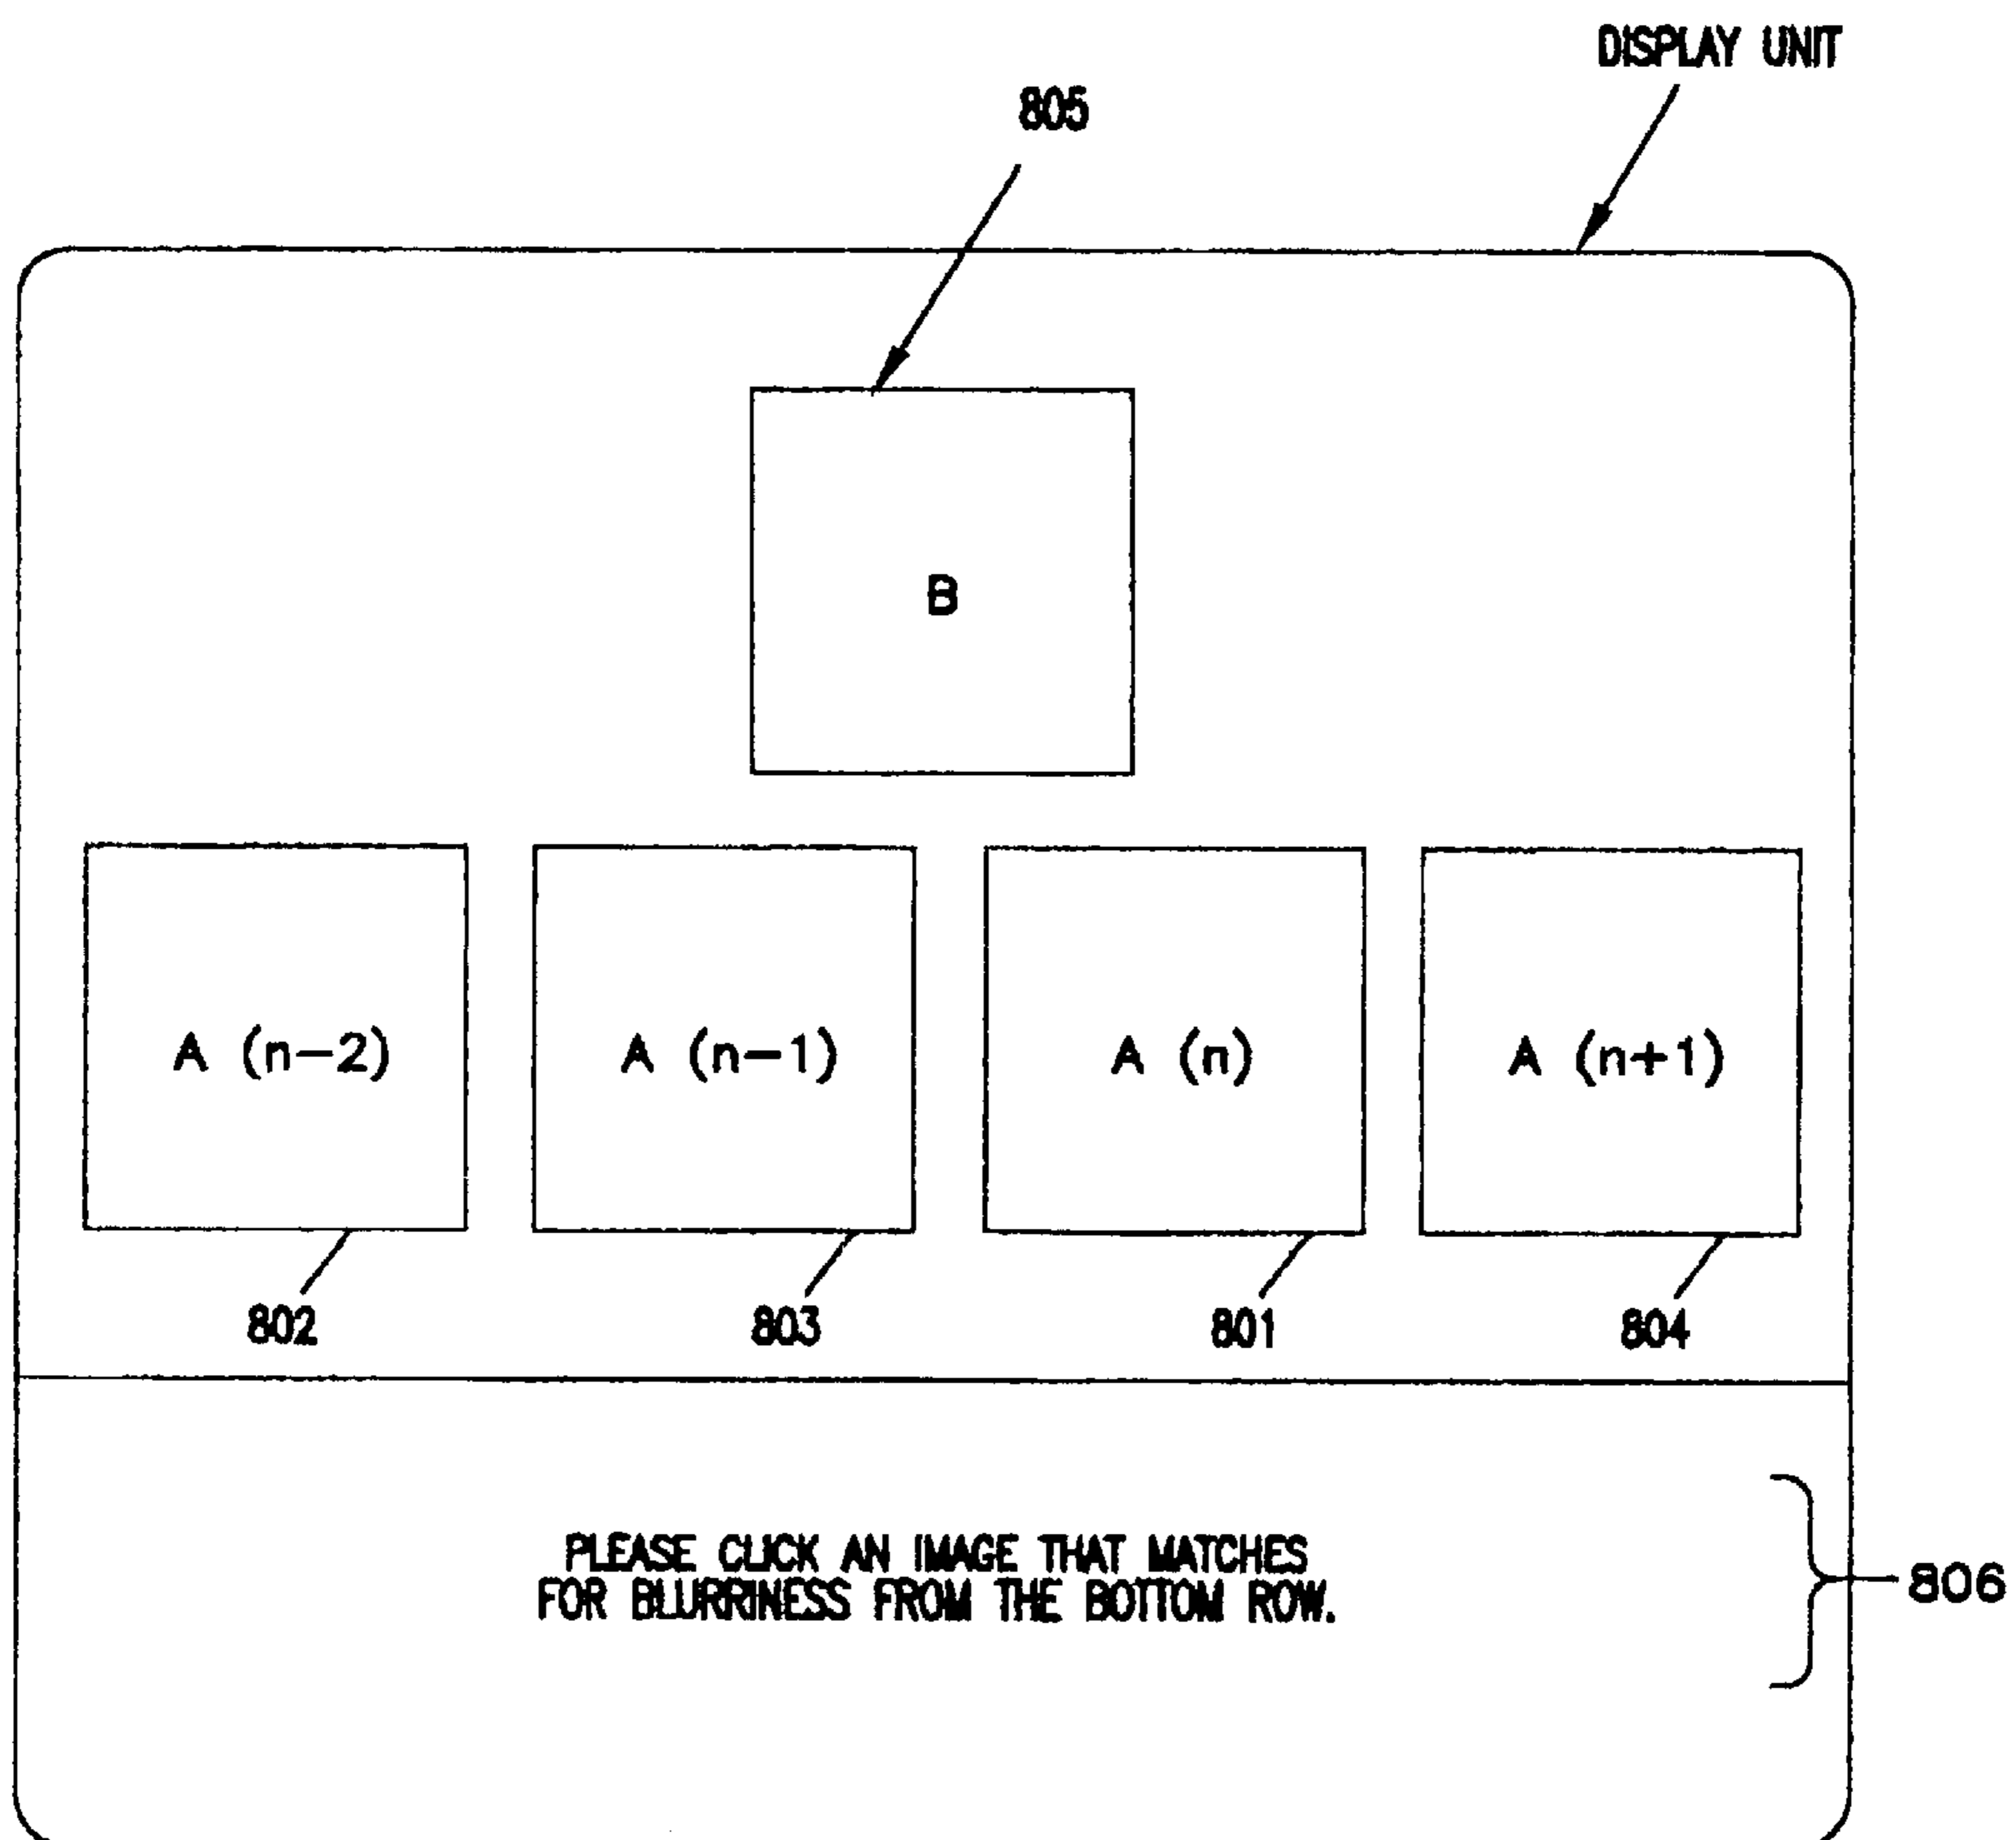 DISPLAY UNIT
805
B
A (n-2)
A (n-1)
A (n)
A (n+1)
802
803
801
804
PLEASE CLICK AN IMAGE THAT MATCHES
FOR BLURRINESS FROM THE BOTTOM ROW.
806